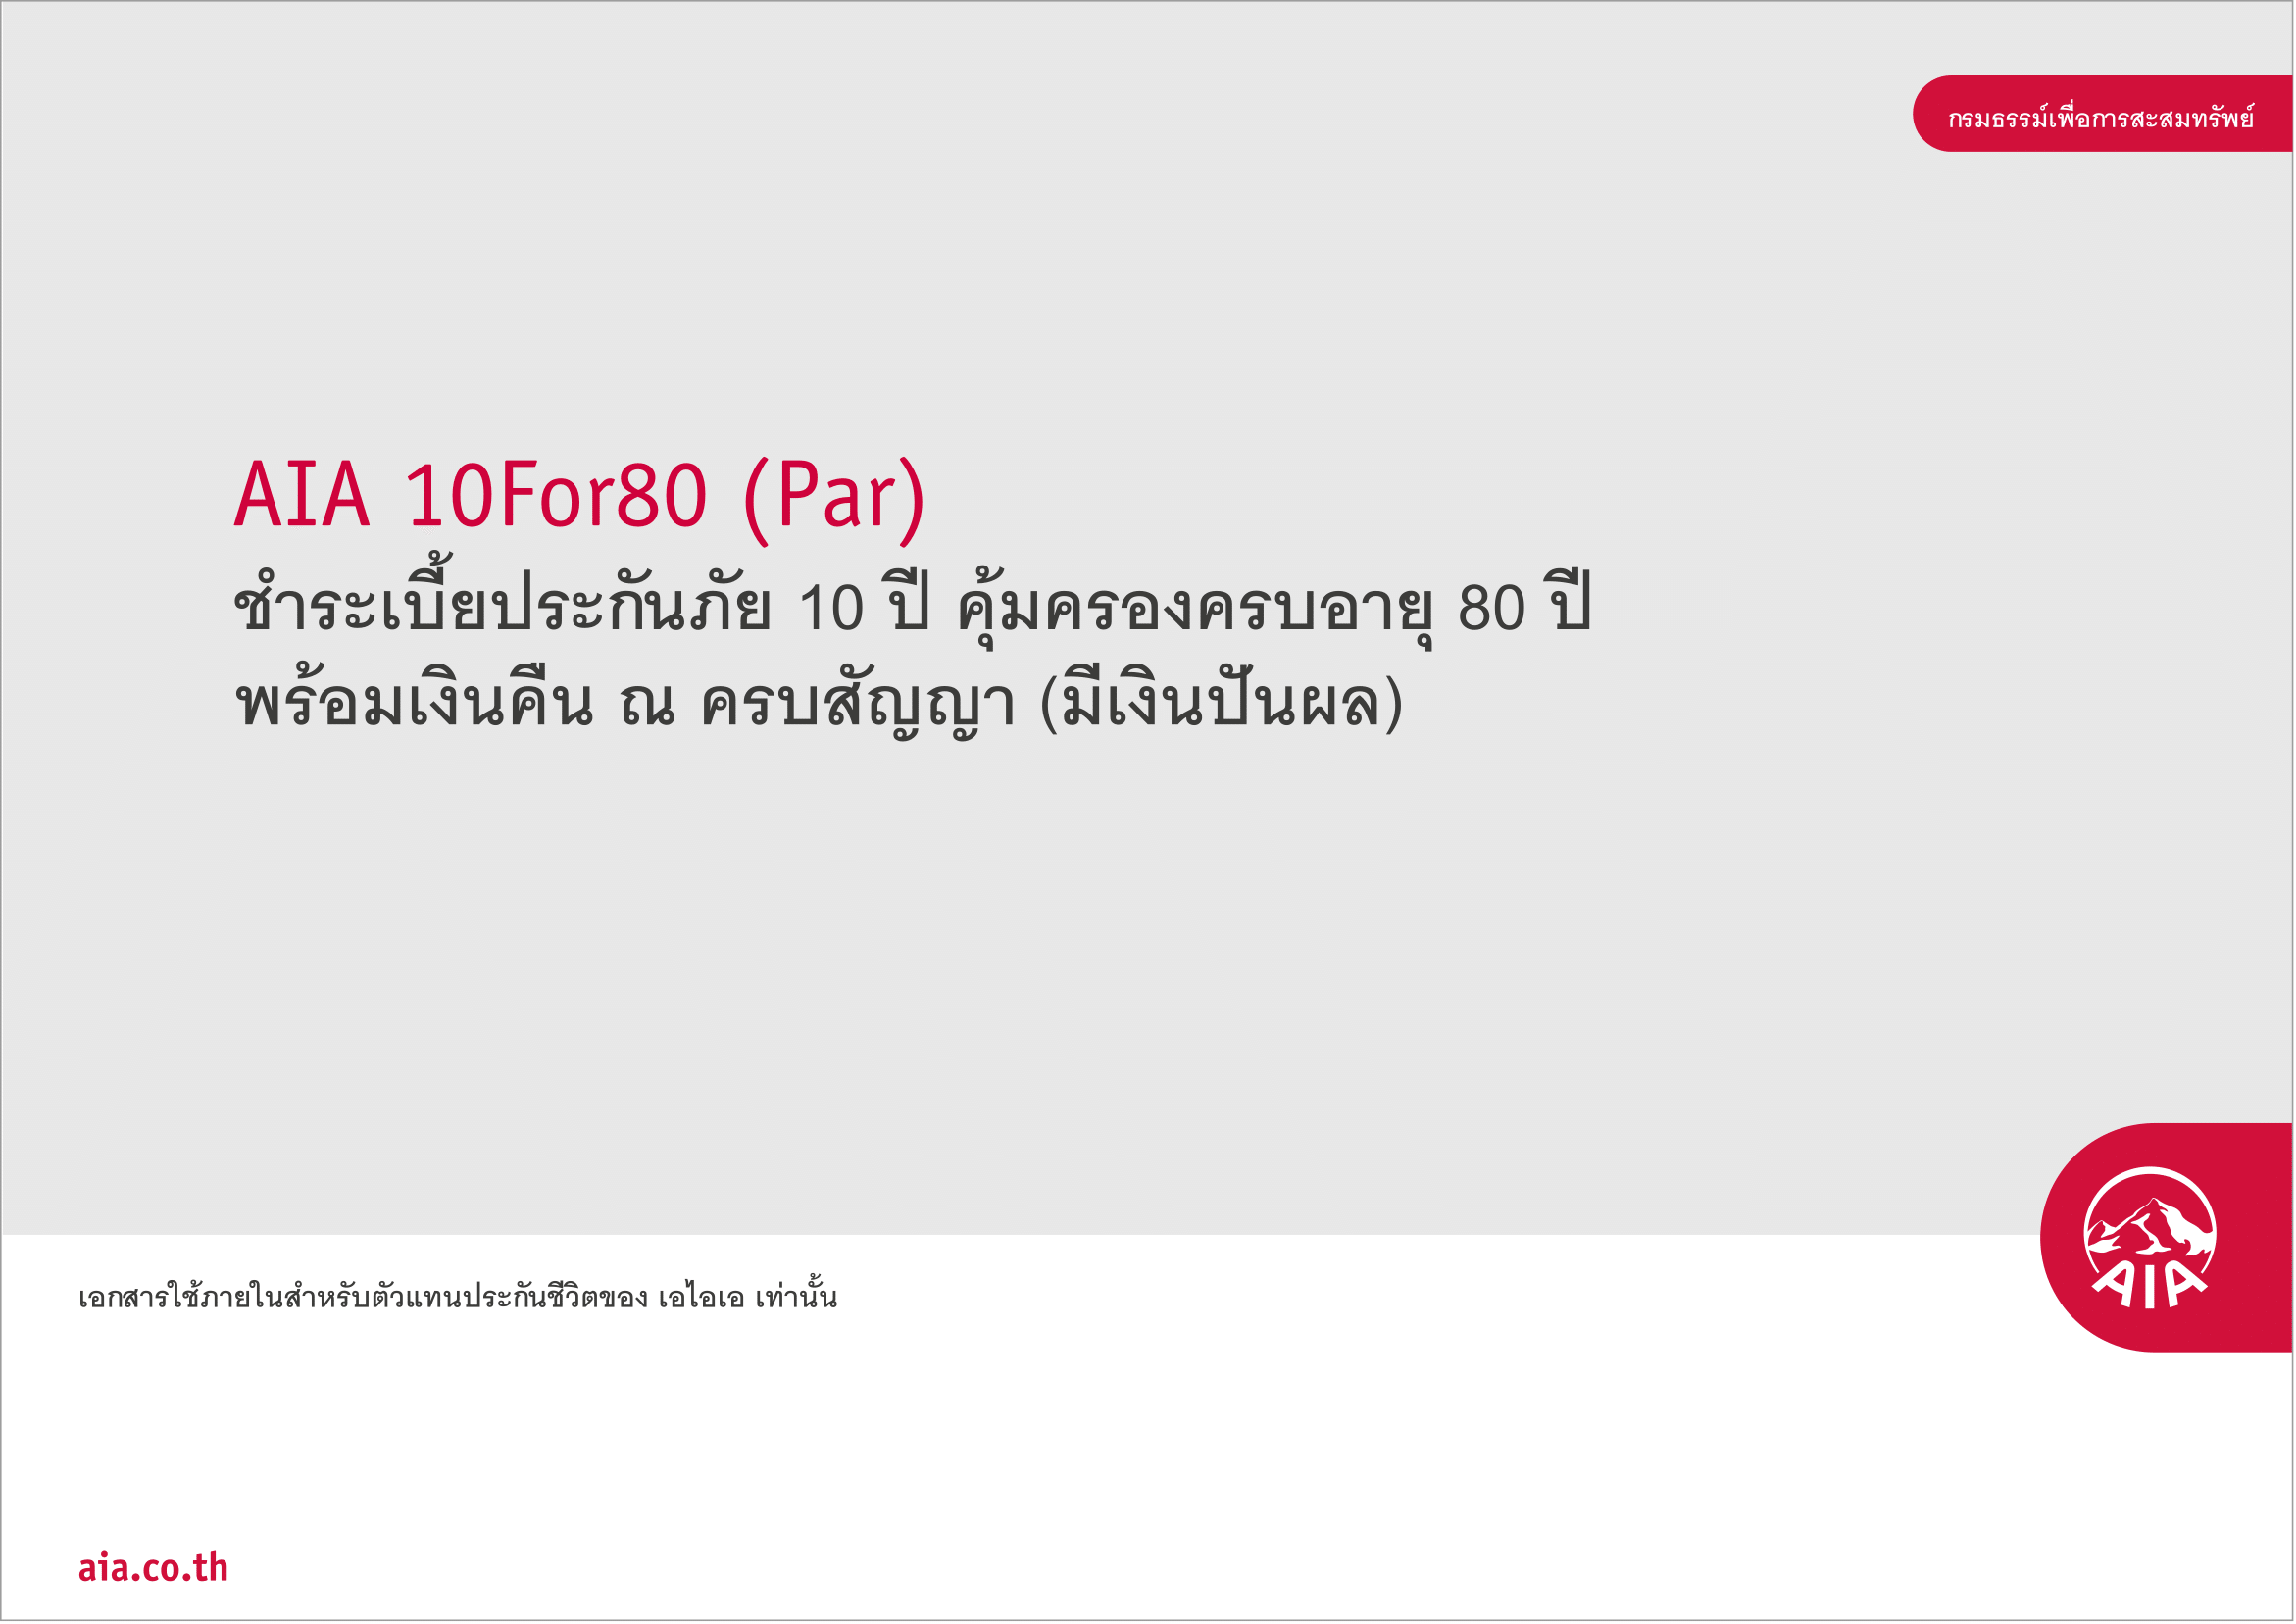 กรมธรรม์เพื่อการสะสมทรัพย์
AIA 10For80 (Par)
ชำระเบี้ยประกันภัย 10 ปี คุ้มครองครบอายุ 80 ปี
พร้อมเงินคืน ณ ครบสัญญา (มีเงินปันผล)
AIA
เอกสารใช้ภายในสำหรับตัวแทนประกันชีวิตของ เอไอเอ เท่านั้น
aia.co.th